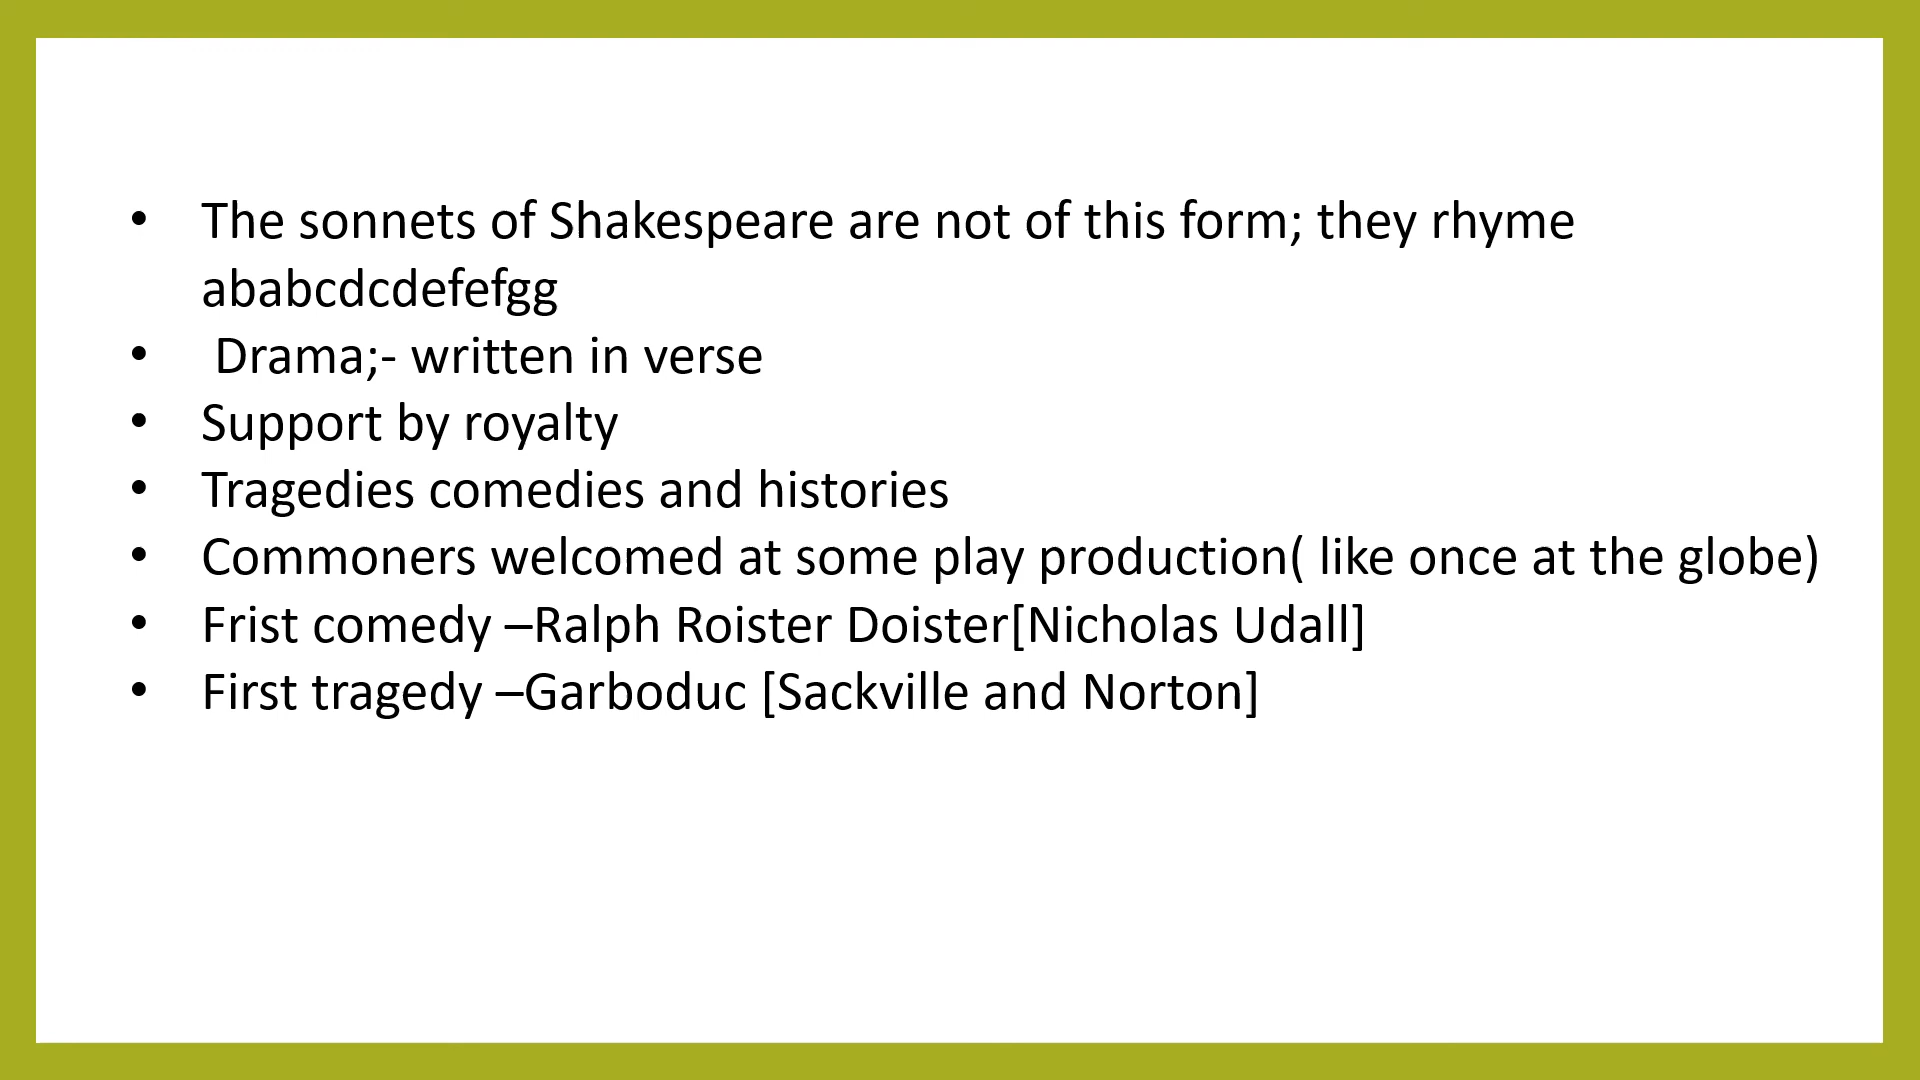 • The sonnets of Shakespeare are not of this form; they rhyme
ababcdcdefefgg
• Drama;- written in verse
• Support by royalty
• Tragedies comedies and histories
• Commoners welcomed at some play production( like once at the globe)
• Frist comedy –Ralph Roister Doister[Nicholas Udall]
• First tragedy –Garboduc [Sackville and Norton]